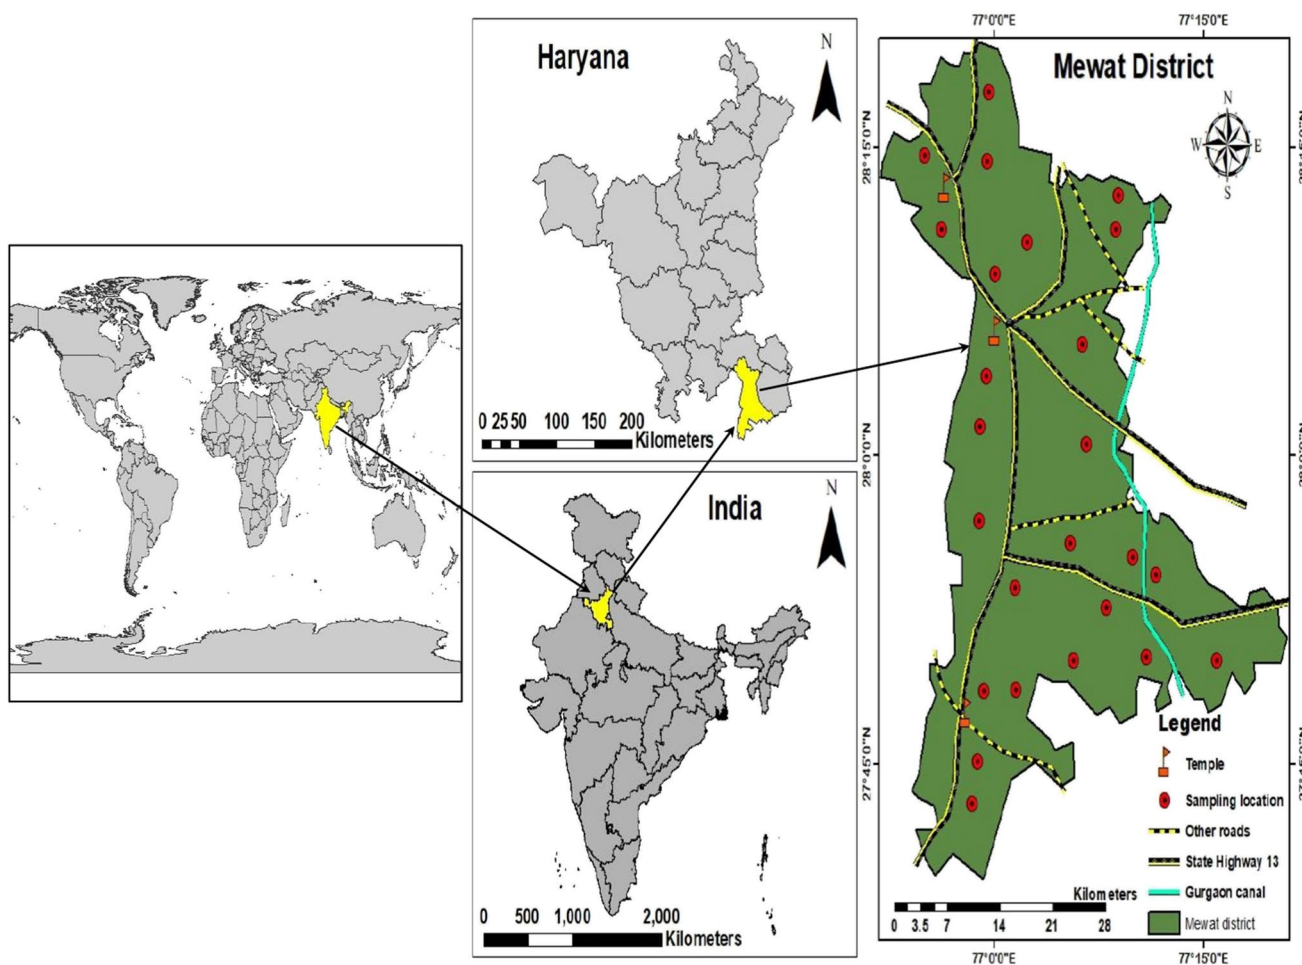 Haryana
N
0 25 50 100 150 200
Kilometers
India
N
0 500 1,000 2,000
Kilometers
77°0'0"E 77°15'0"E
Mewat District
N
W E
S
28°15'0"N
28°0'0"N
27°45'0"N
Legend
Temple
Sampling location
Other roads
State Highway 13
Gurgaon canal
Mewat district
Kilometers
0 3.5 7 14 21 28
77°0'0"E 77°15'0"E